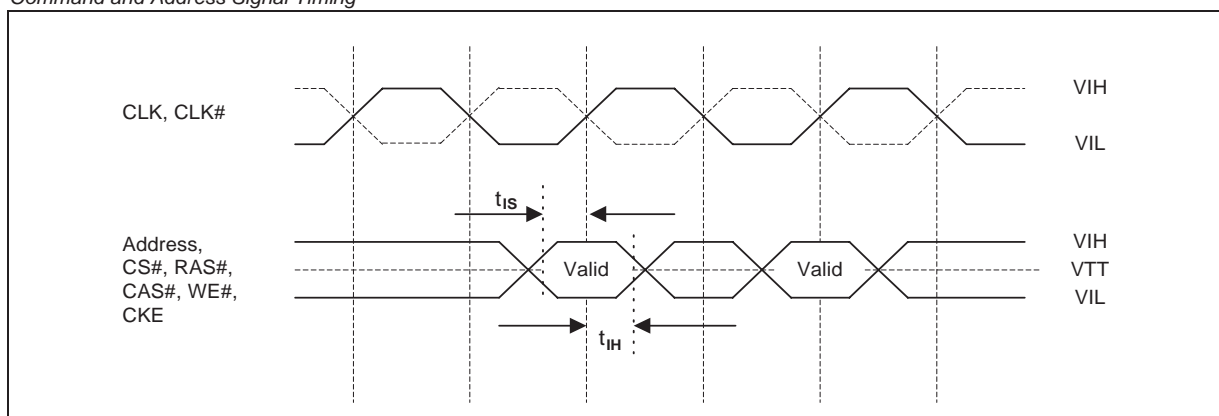 Command and Address Signal Timing
CLK, CLK#
VIH
VIL
tIS
Address,
CS#, RAS#,
CAS#, WE#,
CKE
Valid
Valid
VIH
VTT
VIL
tIH